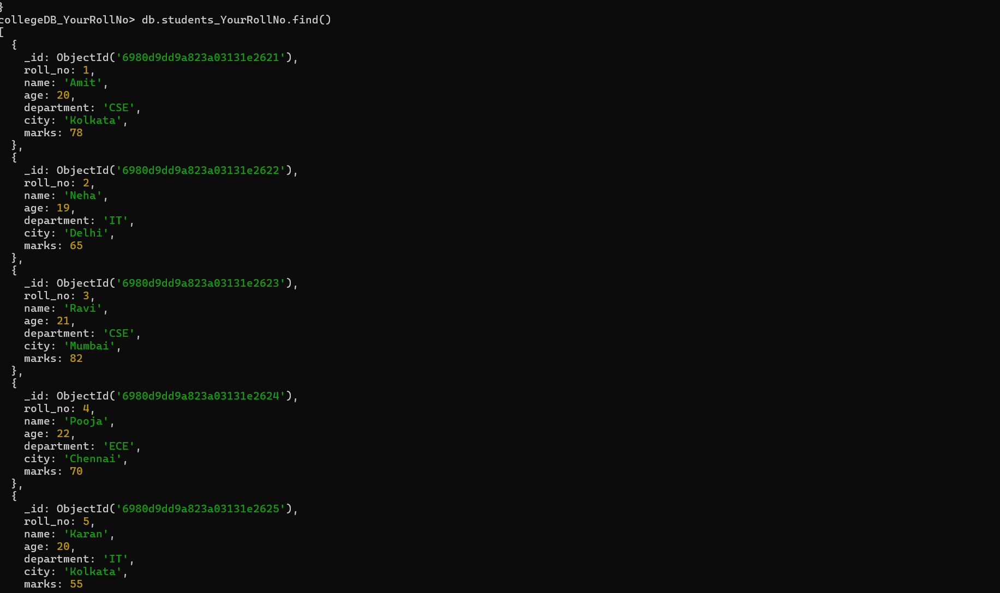 }
collegeDB_YourRollNo> db.students_YourRollNo.find()
[
  {
    _id: ObjectId('6980d9dd9a823a03131e2621'),
    roll_no: 1,
    name: 'Amit',
    age: 20,
    department: 'CSE',
    city: 'Kolkata',
    marks: 78
  },
  {
    _id: ObjectId('6980d9dd9a823a03131e2622'),
    roll_no: 2,
    name: 'Neha',
    age: 19,
    department: 'IT',
    city: 'Delhi',
    marks: 65
  },
  {
    _id: ObjectId('6980d9dd9a823a03131e2623'),
    roll_no: 3,
    name: 'Ravi',
    age: 21,
    department: 'CSE',
    city: 'Mumbai',
    marks: 82
  },
  {
    _id: ObjectId('6980d9dd9a823a03131e2624'),
    roll_no: 4,
    name: 'Pooja',
    age: 22,
    department: 'ECE',
    city: 'Chennai',
    marks: 70
  },
  {
    _id: ObjectId('6980d9dd9a823a03131e2625'),
    roll_no: 5,
    name: 'Karan',
    age: 20,
    department: 'IT',
    city: 'Kolkata',
    marks: 55